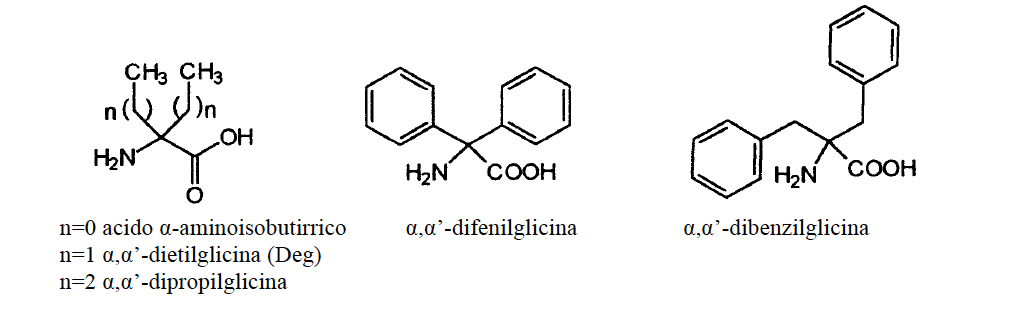 CH3 CH3
n( ) ( )n
OH
H2N
O
H2N COOH
H2N COOH
n=0 acido α-aminoisobutirrico
n=1 α,α’-dietilglicina (Deg)
n=2 α,α’-dipropilglicina
α,α’-difenilglicina
α,α’-dibenzilglicina